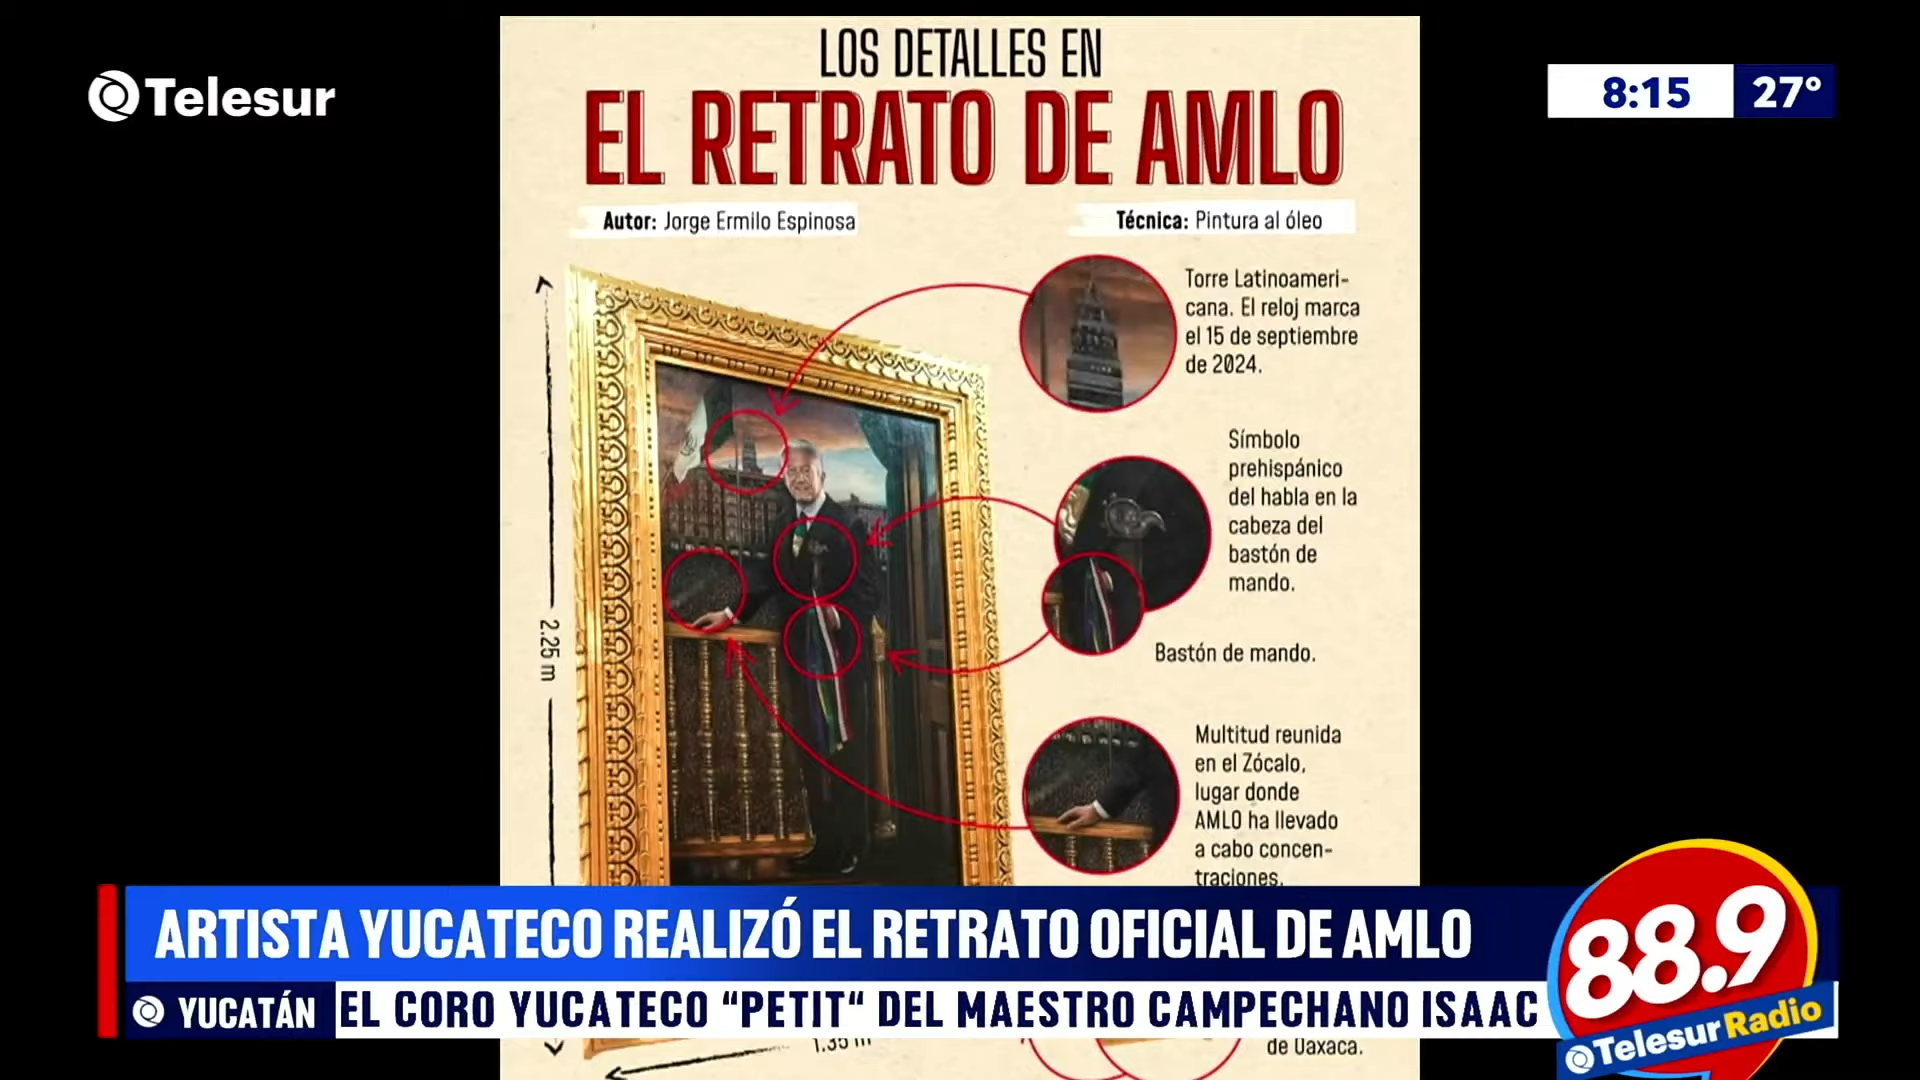 Telesur
8:15 27°
LOS DETALLES EN
EL RETRATO DE AMLO
Autor: Jorge Ermilo Espinosa
Técnica: Pintura al óleo
Torre Latinoameri-
cana. El reloj marca
el 15 de septiembre
de 2024.
Símbolo
prehispánico
del habla en la
cabeza del
bastón de
mando.
2.25 m
Bastón de mando.
Multitud reunida
en el Zócalo,
lugar donde
AMLO ha llevado
a cabo concen-
traciones.
ARTISTA YUCATECO REALIZÓ EL RETRATO OFICIAL DE AMLO
YUCATÁN
EL CORO YUCATECO “PETIT“ DEL MAESTRO CAMPECHANO ISAAC
88.9
Telesur Radio
1.35 m
de Oaxaca.